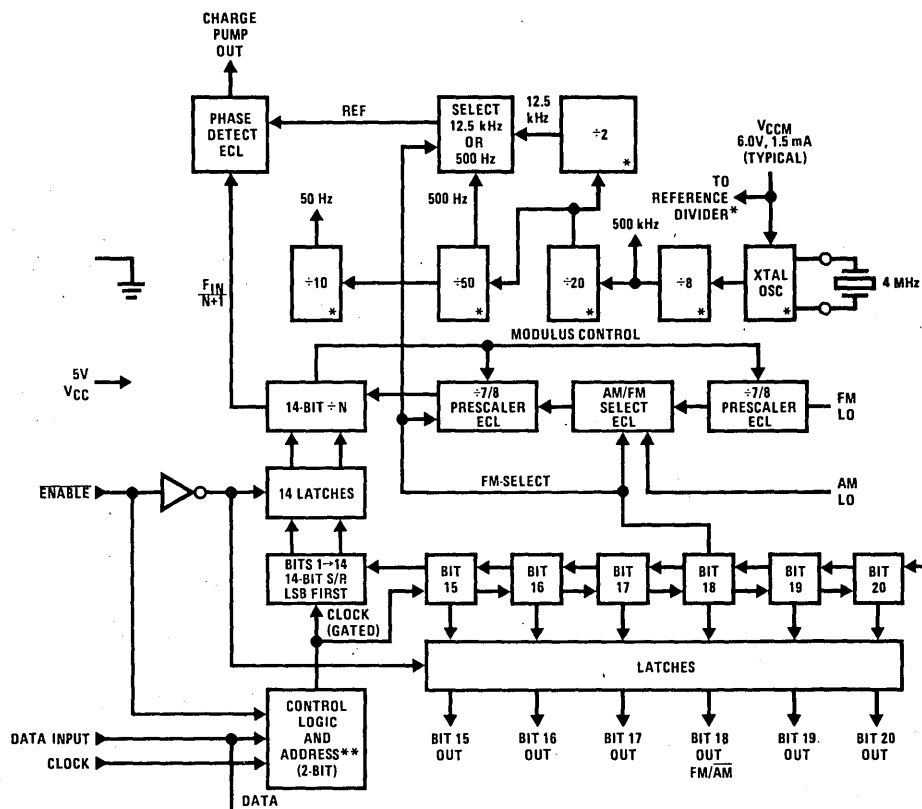 CHARGE
PUMP
OUT
PHASE
DETECT
ECL
REF
SELECT
12.5 kHz
OR
500 Hz
12.5
kHz
÷2
*
VCCM
6.0V, 1.5 mA
(TYPICAL)
TO
REFERENCE
DIVIDER*
50 Hz
500 Hz
500 kHz
÷10
*
÷50
*
÷20
*
÷8
*
XTAL
OSC
*
4 MHz
FIN
N+1
MODULUS CONTROL
5V
VCC
14-BIT ÷N
÷7/8
PRESCALER
ECL
AM/FM
SELECT
ECL
÷7/8
PRESCALER
ECL
FM
LO
ENABLE
14 LATCHES
FM-SELECT
AM
LO
BITS 1→14
14-BIT S/R
LSB FIRST
BIT
15
BIT
16
BIT
17
BIT
18
BIT
19
BIT
20
CLOCK
(GATED)
LATCHES
CONTROL
LOGIC
AND
ADDRESS**
(2-BIT)
DATA INPUT
CLOCK
DATA
BIT 15
OUT
BIT 16
OUT
BIT 17
OUT
BIT 18
OUT
FM/AM
BIT 19
OUT
BIT 20
OUT